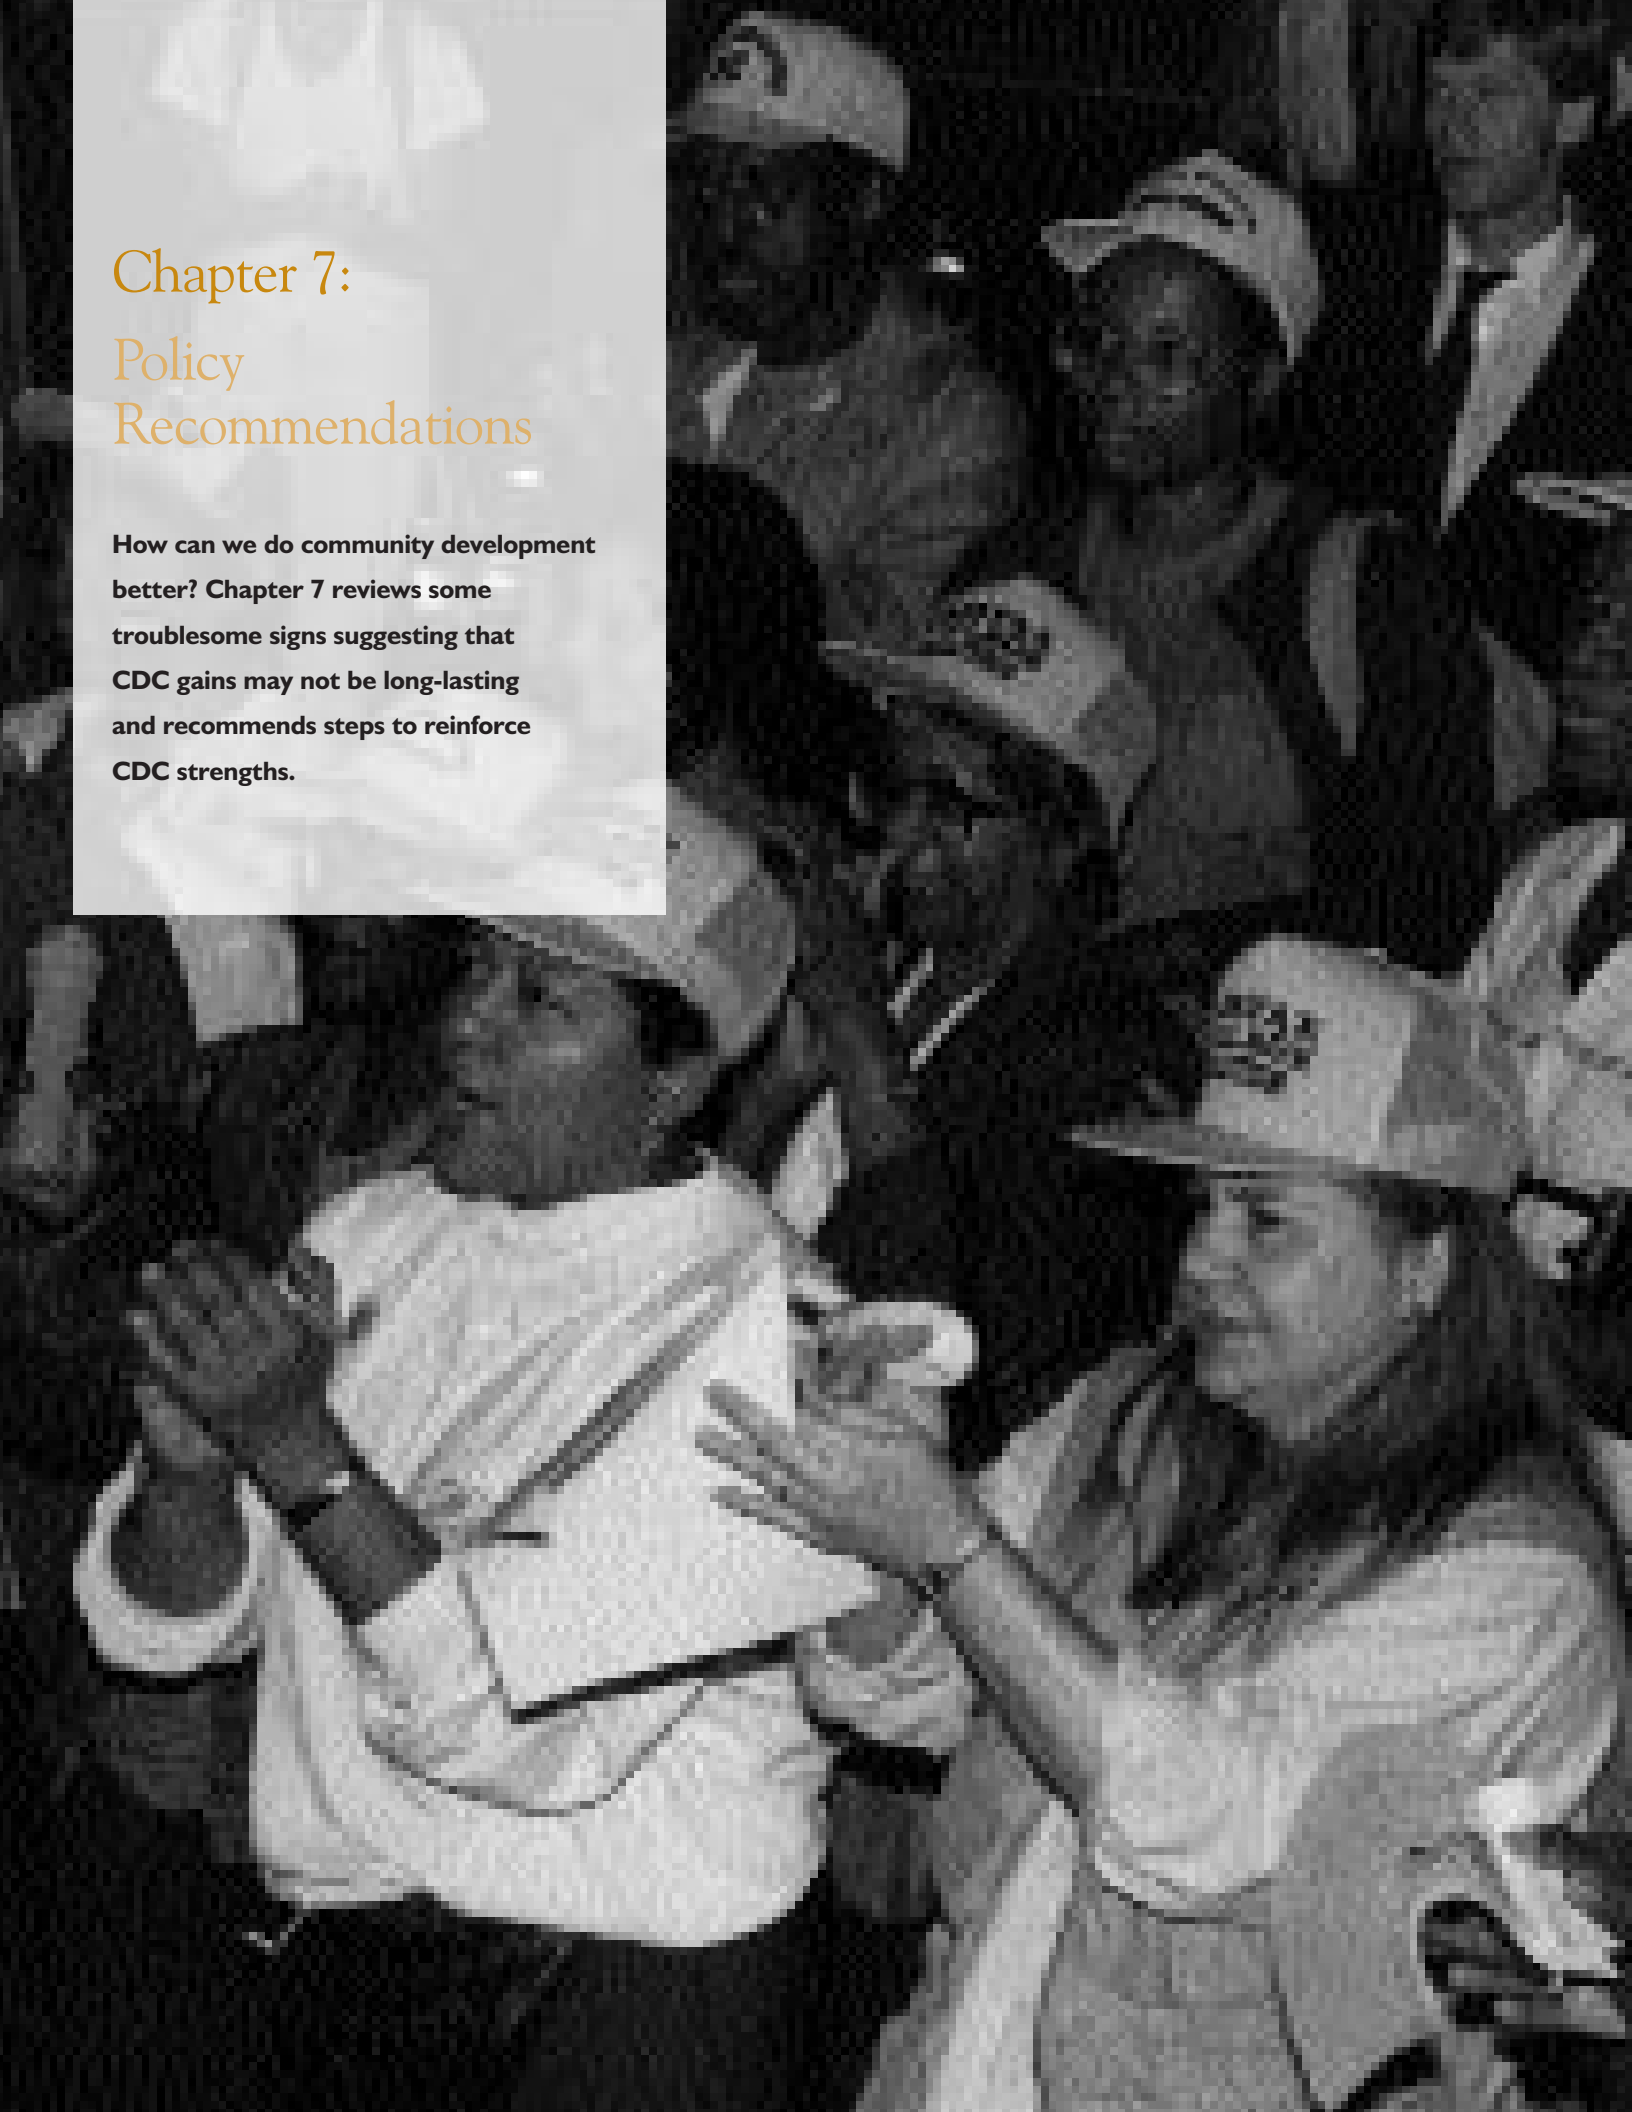 Chapter 7:
Policy
Recommendations
How can we do community development
better? Chapter 7 reviews some
troublesome signs suggesting that
CDC gains may not be long-lasting
and recommends steps to reinforce
CDC strengths.